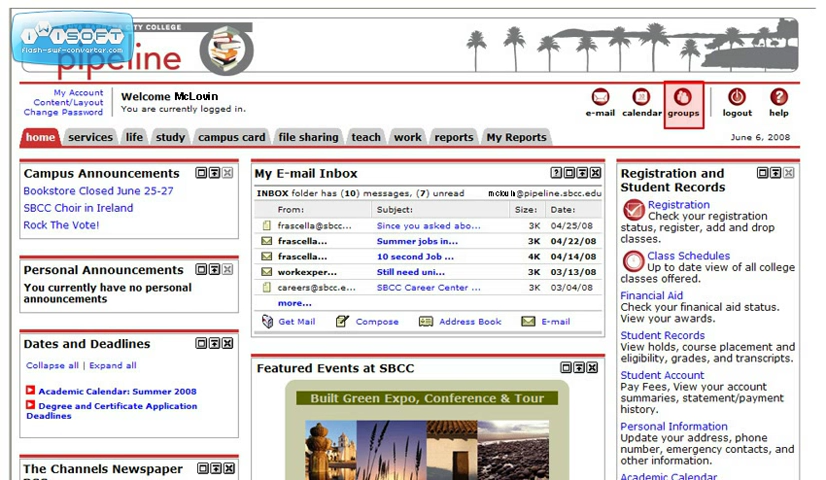 ITY COLLEGE
iWiSOFT
flash-swf-converter.com
pipeline
My Account
Content/Layout
Change Password
Welcome McLovin
You are currently logged in.
e-mail calendar groups logout help
home services life study campus card file sharing teach work reports My Reports
June 6, 2008
Campus Announcements
Bookstore Closed June 25-27
SBCC Choir in Ireland
Rock The Vote!
Personal Announcements
You currently have no personal
announcements
Dates and Deadlines
Collapse all | Expand all
Academic Calendar: Summer 2008
Degree and Certificate Application
Deadlines
The Channels Newspaper
My E-mail Inbox
INBOX folder has (10) messages, (7) unread
@pipeline.sbcc.edu
From: Subject: Size: Date:
frascella@sbcc... Since you asked abo... 3K 04/25/08
frascella... Summer jobs in... 3K 04/22/08
frascella... 10 second Job ... 4K 04/14/08
workexper... Still need uni... 3K 03/13/08
careers@sbcc.e... SBCC Career Center ... 3K 03/04/08
more...
Get Mail Compose Address Book E-mail
Featured Events at SBCC
Built Green Expo, Conference & Tour
Registration and
Student Records
Registration
Check your registration
status, register, add and drop
classes.
Class Schedules
Up to date view of all college
classes offered.
Financial Aid
Check your finanical aid status.
View your awards.
Student Records
View holds, course placement and
eligibility, grades, and transcripts.
Student Account
Pay Fees, View your account
summaries, statement/payment
history.
Personal Information
Update your address, phone
number, emergency contacts, and
other information.
Academic Calendar